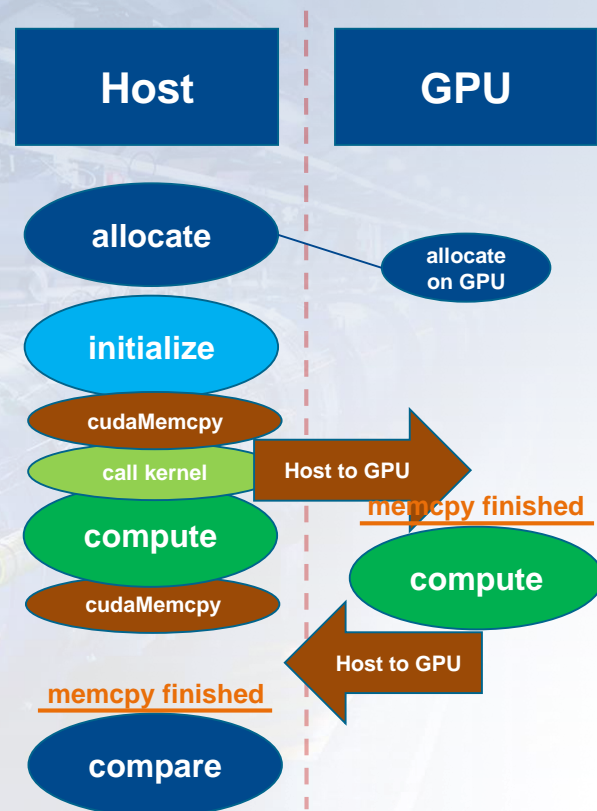 Host
GPU
allocate
allocate
on GPU
initialize
cudaMemcpy
call kernel
Host to GPU
memcpy finished
compute
compute
cudaMemcpy
Host to GPU
memcpy finished
compare